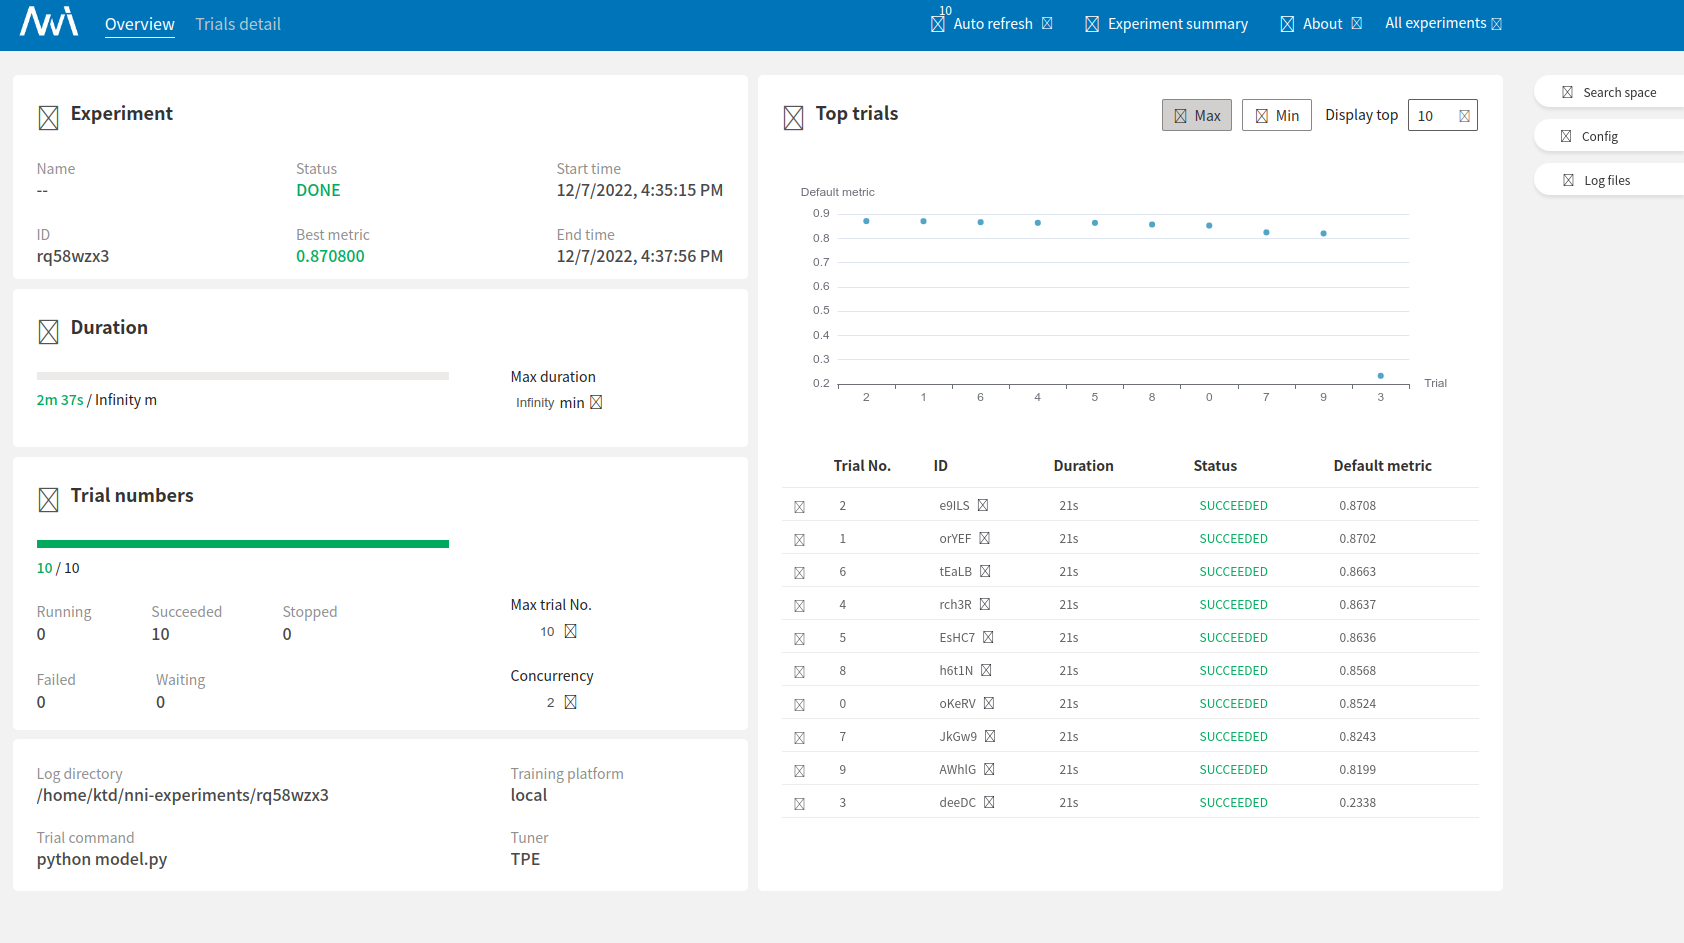 NNi Overview Trials detail 10 Auto refresh Experiment summary About All experiments
Experiment
Name Status Start time
-- DONE 12/7/2022, 4:35:15 PM
ID Best metric End time
rq58wzx3 0.870800 12/7/2022, 4:37:56 PM
Duration
Max duration
2m 37s / Infinity m Infinity min
Trial numbers
10 / 10
Running Succeeded Stopped Max trial No.
0 10 0 10
Failed Waiting Concurrency
0 0 2
Log directory Training platform
/home/ktd/nni-experiments/rq58wzx3 local
Trial command Tuner
python model.py TPE
Top trials Max Min Display top 10
Default metric
0.9
0.8
0.7
0.6
0.5
0.4
0.3
0.2 Trial
2 1 6 4 5 8 0 7 9 3
Trial No. ID Duration Status Default metric
2 e9ILS 21s SUCCEEDED 0.8708
1 orYEF 21s SUCCEEDED 0.8702
6 tEaLB 21s SUCCEEDED 0.8663
4 rch3R 21s SUCCEEDED 0.8637
5 EsHC7 21s SUCCEEDED 0.8636
8 h6t1N 21s SUCCEEDED 0.8568
0 oKeRV 21s SUCCEEDED 0.8524
7 JkGw9 21s SUCCEEDED 0.8243
9 AWhlG 21s SUCCEEDED 0.8199
3 deeDC 21s SUCCEEDED 0.2338
Search space
Config
Log files